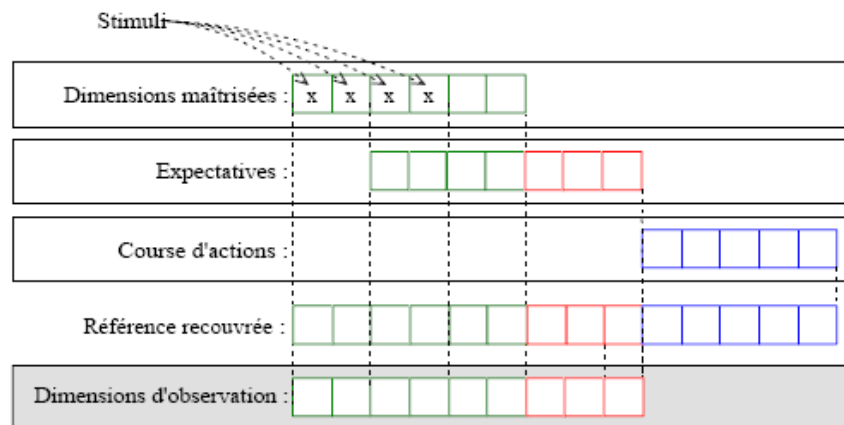 Stimuli
Dimensions maîtrisées :
x x x x
Expectatives :
Course d'actions :
Référence recouvrée :
Dimensions d'observation :